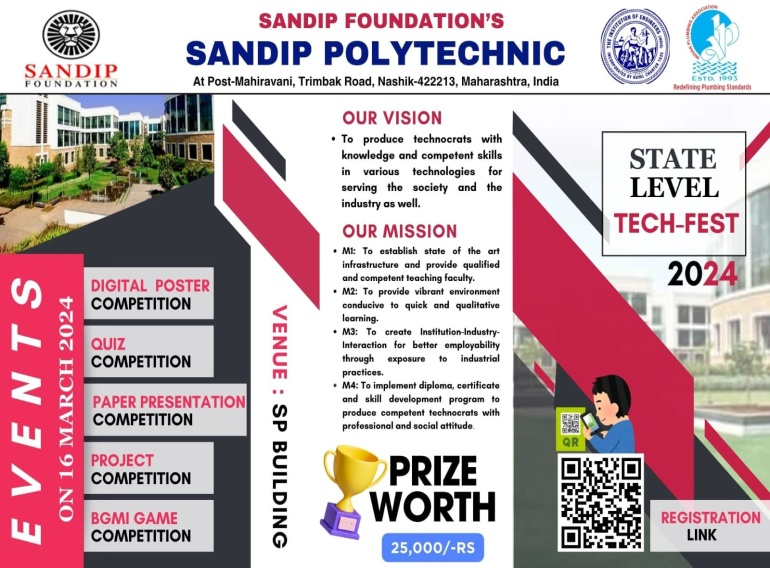 SANDIP
FOUNDATION
SANDIP FOUNDATION'S
SANDIP POLYTECHNIC
At Post-Mahiravani, Trimbak Road, Nashik-422213, Maharashtra, India
THE INSTITUTION OF ENGINEERS
INDIAN PLUMBING ASSOCIATION
ESTD. 1993
Redefining Plumbing Standards
EVENTS
ON 16 MARCH 2024
DIGITAL POSTER
COMPETITION
QUIZ
COMPETITION
PAPER PRESENTATION
COMPETITION
PROJECT
COMPETITION
BGMI GAME
COMPETITION
VENUE : SP BUILDING
OUR VISION
• To produce technocrats with
knowledge and competent skills
in various technologies for
serving the society and the
industry as well.
OUR MISSION
• M1: To establish state of the art
infrastructure and provide qualified
and competent teaching faculty.
• M2: To provide vibrant environment
conducive to quick and qualitative
learning.
• M3: To create Institution-Industry-
Interaction for better employability
through exposure to industrial
practices.
• M4: To implement diploma, certificate
and skill development program to
produce competent technocrats with
professional and social attitude.
PRIZE
WORTH
25,000/-RS
STATE
LEVEL
TECH-FEST
2024
QR
REGISTRATION
LINK